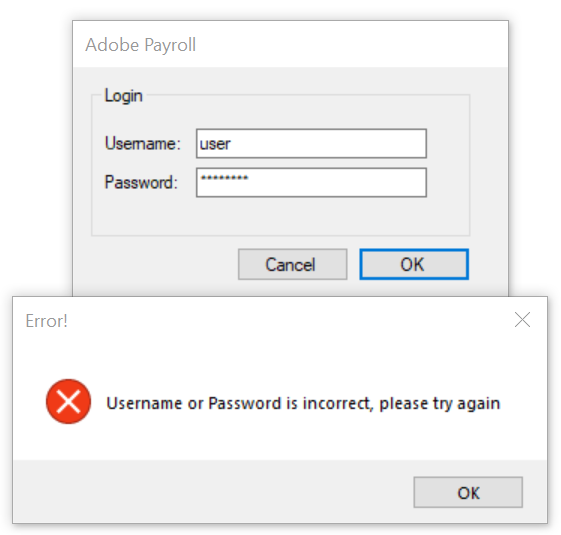 Adobe Payroll
Login
Username: user
Password: ********
Cancel OK
Error!
Username or Password is incorrect, please try again
OK